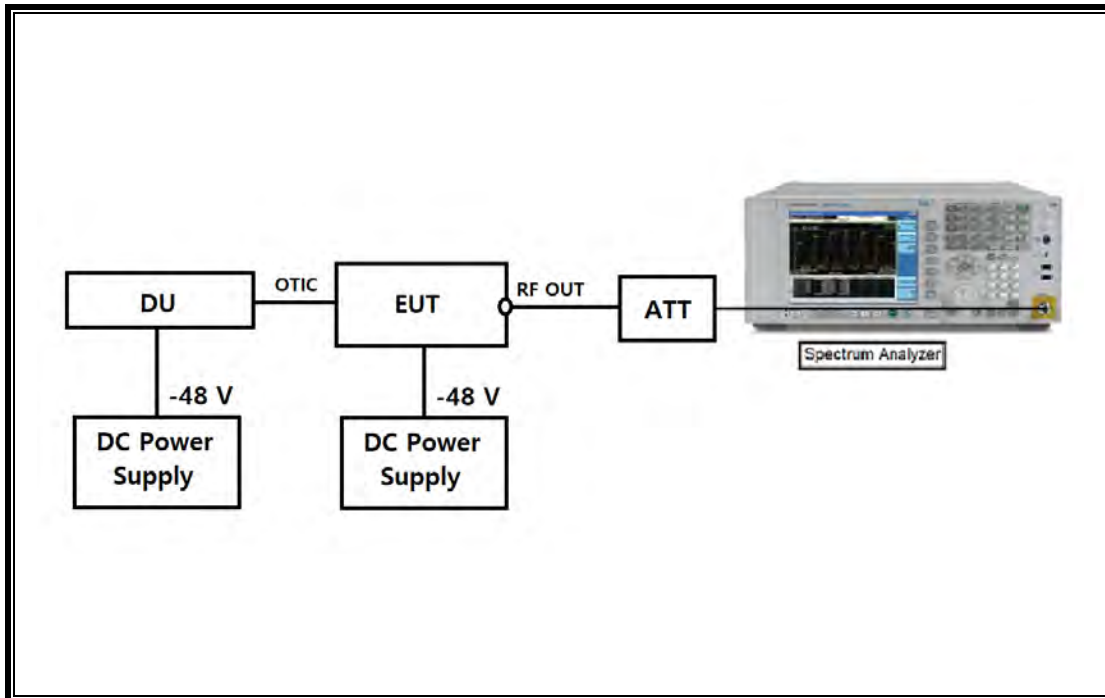 DU
OTIC
EUT
RF OUT
ATT
Spectrum Analyzer
-48 V
-48 V
DC Power
Supply
DC Power
Supply